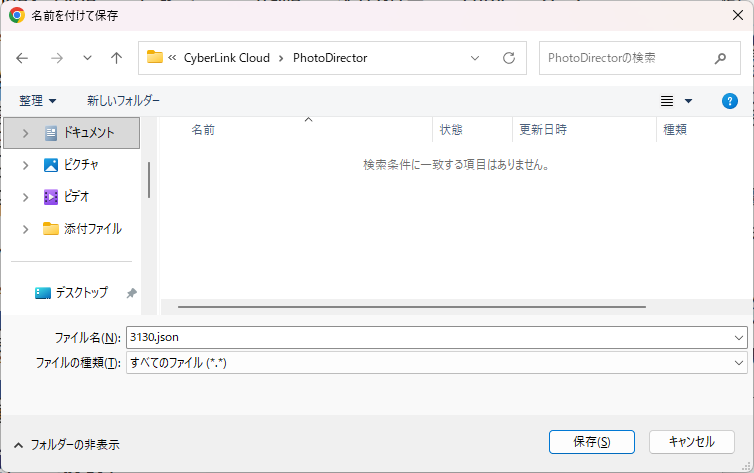 名前を付けて保存
« CyberLink Cloud › PhotoDirector
PhotoDirectorの検索
整理 新しいフォルダー
名前 状態 更新日時 種類
検索条件に一致する項目はありません。
ドキュメント
ピクチャ
ビデオ
添付ファイル
デスクトップ
ファイル名(N): 3130.json
ファイルの種類(T): すべてのファイル (*.*)
フォルダーの非表示
保存(S) キャンセル